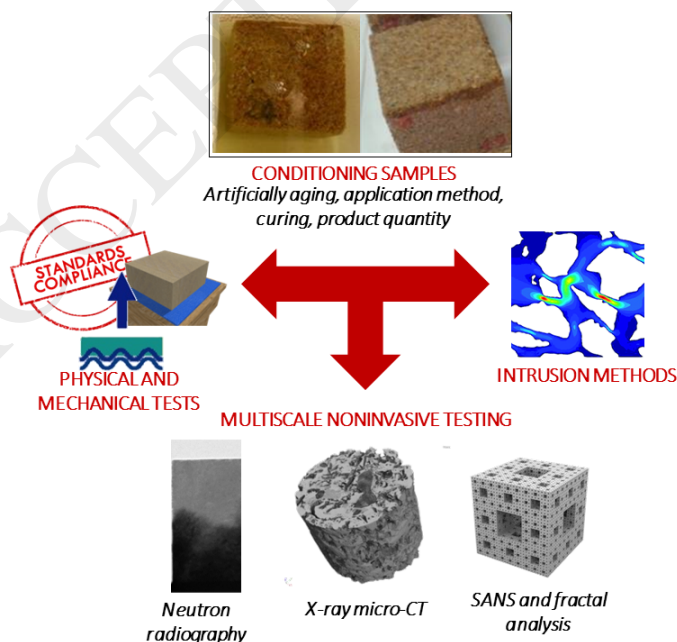 CONDITIONING SAMPLES
Artificially aging, application method,
curing, product quantity
STANDARDS
COMPLIANCE
PHYSICAL AND
MECHANICAL TESTS
INTRUSION METHODS
MULTISCALE NONINVASIVE TESTING
Neutron
radiography
X-ray micro-CT
SANS and fractal
analysis